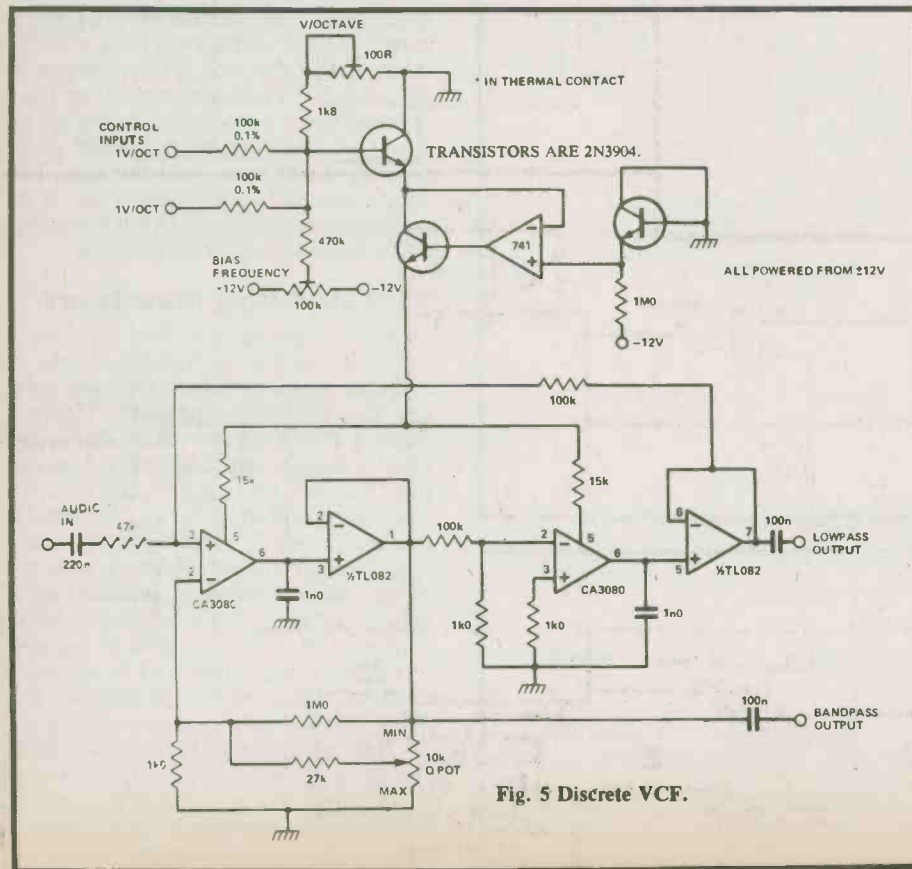 V/OCTAVE
100R
* IN THERMAL CONTACT
1k8
CONTROL
INPUTS
100k
0.1%
1V/OCT
TRANSISTORS ARE 2N3904.
100k
0.1%
1V/OCT
470k
741
-
+
BIAS
FREQUENCY
ALL POWERED FROM ±12V
1M0
+12V
-12V
100k
-12V
100k
15k
15k
AUDIO
IN
47k
220n
3
+
5
6
2
-
CA3080
1n0
2
-
1
3
+
½TL082
100k
2
-
5
6
3
+
CA3080
1k0
1k0
1n0
6
-
7
5
+
½TL082
100n
LOWPASS
OUTPUT
100n
BANDPASS
OUTPUT
1M0
MIN
27k
10k
Q POT
MAX
Fig. 5 Discrete VCF.